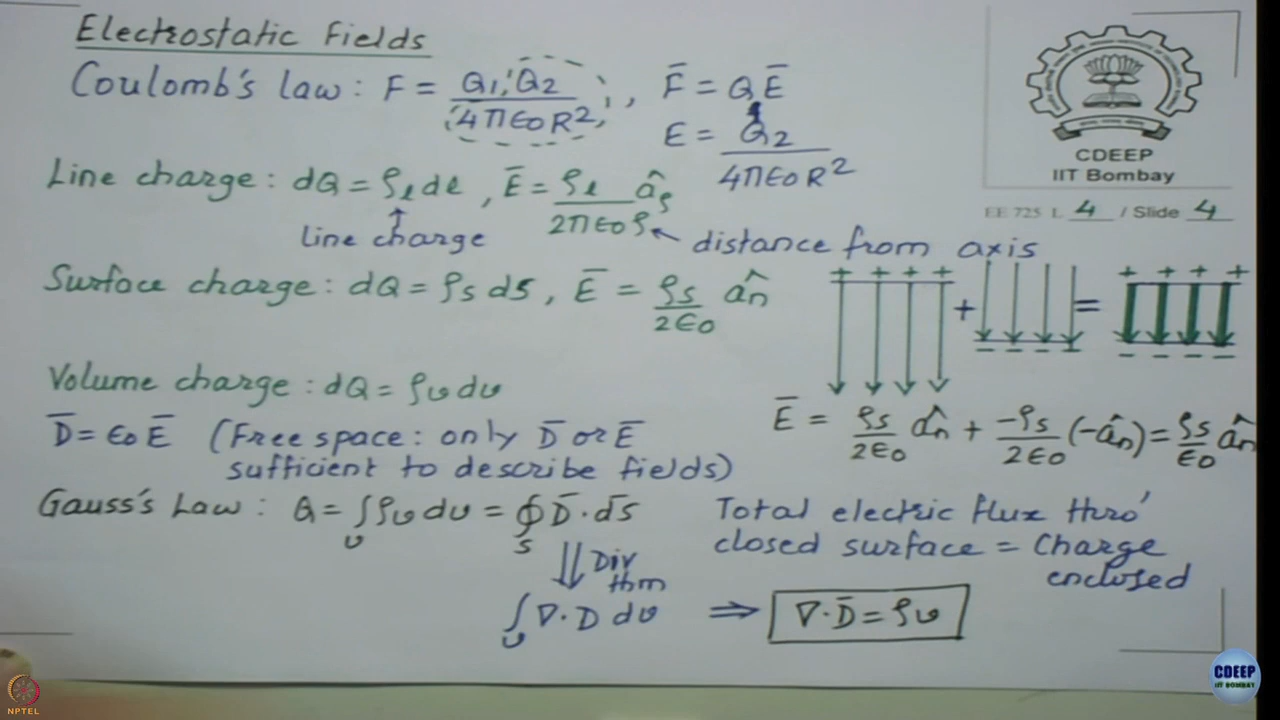 Electrostatic Fields
Coulomb's law: F = Q1 Q2 / 4πε0R², F̄ = QĒ
E = Q2 / 4πε0R²
Line charge: dQ = ρℓ dℓ, Ē = ρℓ / 2πε0ρ âρ
line charge
distance from axis
Surface charge: dQ = ρs ds, Ē = ρs / 2ε0 ân
+ + + +
+
=
+ + + +
- - - -
- - - -
Volume charge: dQ = ρv dv
Ē = ρs / 2ε0 ân + -ρs / 2ε0 (-ân) = ρs / ε0 ân
D̄ = ε0 Ē (Free space: only D̄ or Ē
sufficient to describe fields)
Gauss's Law: Q = ∫v ρv dv = ∮s D̄ · ds̄
Total electric flux thro'
closed surface = Charge
enclosed
⇓ Div
thm
∫v ∇·D dv ⇒ ∇·D̄ = ρv
CDEEP
IIT Bombay
EE 725 L 4 / Slide 4
NPTEL
CDEEP
IIT BOMBAY